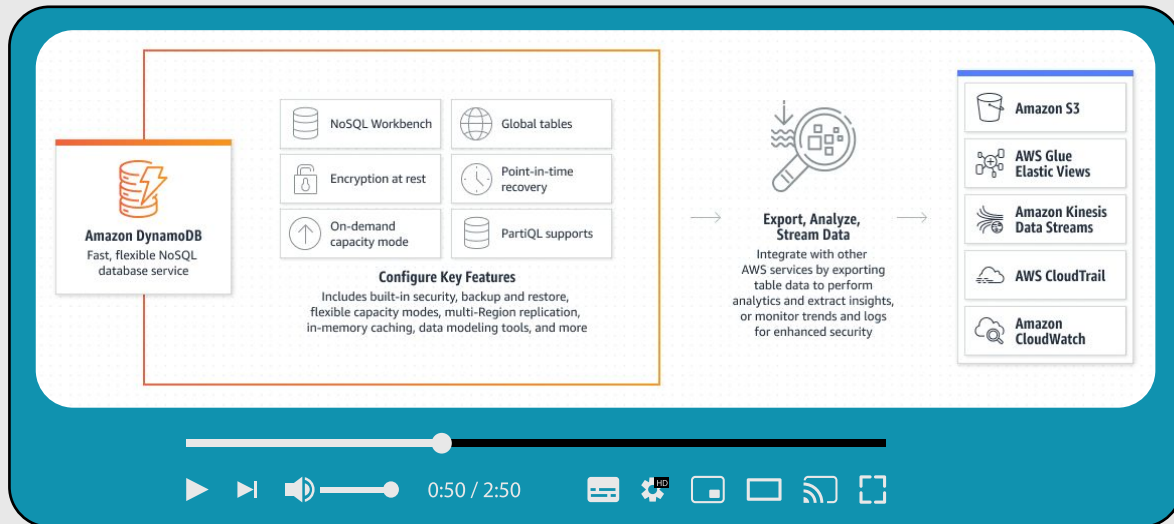 Amazon DynamoDB
Fast, flexible NoSQL
database service
NoSQL Workbench
Global tables
Encryption at rest
Point-in-time
recovery
On-demand
capacity mode
PartiQL supports
Configure Key Features
Includes built-in security, backup and restore,
flexible capacity modes, multi-Region replication,
in-memory caching, data modeling tools, and more
Export, Analyze,
Stream Data
Integrate with other
AWS services by exporting
table data to perform
analytics and extract insights,
or monitor trends and logs
for enhanced security
Amazon S3
AWS Glue
Elastic Views
Amazon Kinesis
Data Streams
AWS CloudTrail
Amazon
CloudWatch
0:50 / 2:50
HD